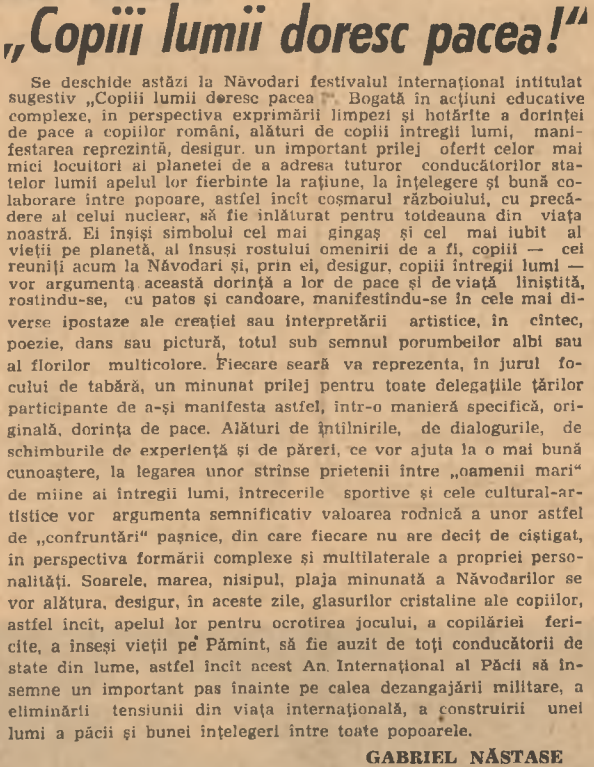 „Copiii lumii doresc pacea!“
Se deschide astăzi la Năvodari festivalul internațional intitulat
sugestiv „Copiii lumii doresc pacea !“. Bogată în acțiuni educative
complexe, în perspectiva exprimării limpezi și hotărîte a dorinței
de pace a copiilor români, alături de copiii întregii lumi, mani-
festarea reprezintă, desigur. un important prilej oferit celor mai
mici locuitori ai planetei de a adresa tuturor conducătorilor sta-
telor lumii apelul lor fierbinte la rațiune, la înțelegere și bună co-
laborare între popoare, astfel încît coșmarul războiului, cu precă-
dere al celui nuclear, să fie înlăturat pentru totdeauna din viața
noastră. Ei înșiși simbolul cel mai gingaș și cel mai iubit al
vieții pe planetă, al însuși rostului omenirii de a fi, copiii — cei
reuniți acum la Năvodari și, prin ei, desigur, copiii întregii lumi —
vor argumenta această dorință a lor de pace și de viață liniștită,
rostindu-se, cu patos și candoare, manifestîndu-se în cele mai di-
verse ipostaze ale creației sau interpretării artistice, în cîntec,
poezie, dans sau pictură, totul sub semnul porumbeilor albi sau
al florilor multicolore. Fiecare seară va reprezenta, în jurul fo-
cului de tabără, un minunat prilej pentru toate delegațiile țărilor
participante de a-și manifesta astfel, într-o manieră specifică, ori-
ginală, dorința de pace. Alături de întîlnirile, de dialogurile, de
schimburile de experiență și de păreri, ce vor ajuta la o mai bună
cunoaștere, la legarea unor strînse prietenii între „oamenii mari“
de mîine ai întregii lumi, întrecerile sportive și cele cultural-ar-
tistice vor argumenta semnificativ valoarea rodnică a unor astfel
de „confruntări“ pașnice, din care fiecare nu are decît de cîștigat,
în perspectiva formării complexe și multilaterale a propriei perso-
nalități. Soarele, marea, nisipul, plaja minunată a Năvodarilor se
vor alătura, desigur, în aceste zile, glasurilor cristaline ale copiilor,
astfel încît, apelul lor pentru ocrotirea jocului, a copilăriei feri-
cite, a înseși vieții pe Pămînt, să fie auzit de toți conducătorii de
state din lume, astfel încît acest An Internațional al Păcii să în-
semne un important pas înainte pe calea dezangajării militare, a
eliminării tensiunii din viața internațională, a construirii unei
lumi a păcii și bunei înțelegeri între toate popoarele.
GABRIEL NĂSTASE